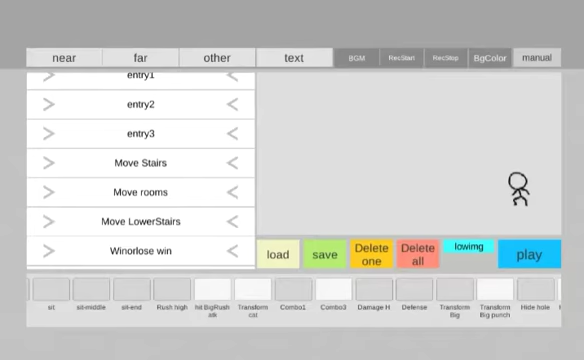 near far other text BGM RecStart RecStop BgColor manual
entry1
entry2
entry3
Move Stairs
Move rooms
Move LowerStairs
Winorlose win
load save Delete one Delete all lowimg play
sit sit-middle sit-end Rush high hit BigRush atk Transform cat Combo1 Combo3 Damage H Defense Transform Big Transform Big punch Hide hole